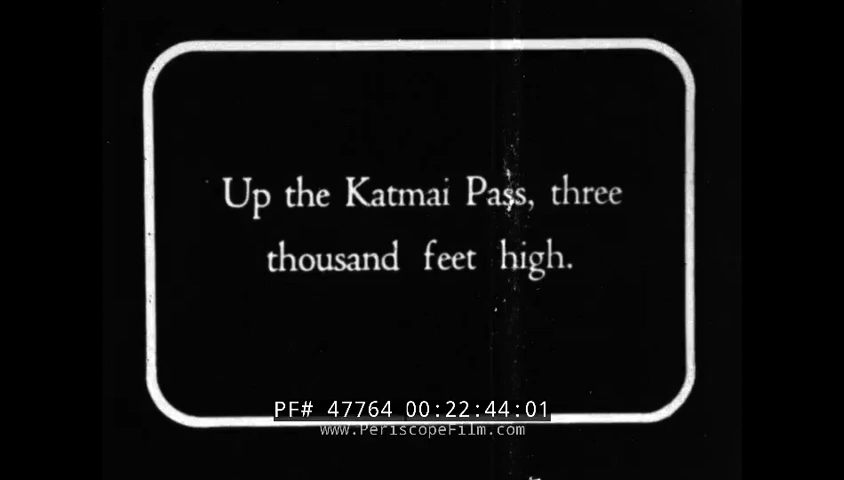 Up the Katmai Pass, three
thousand feet high.
PF# 47764 00:22:44:01
www.PeriscopeFilm.com